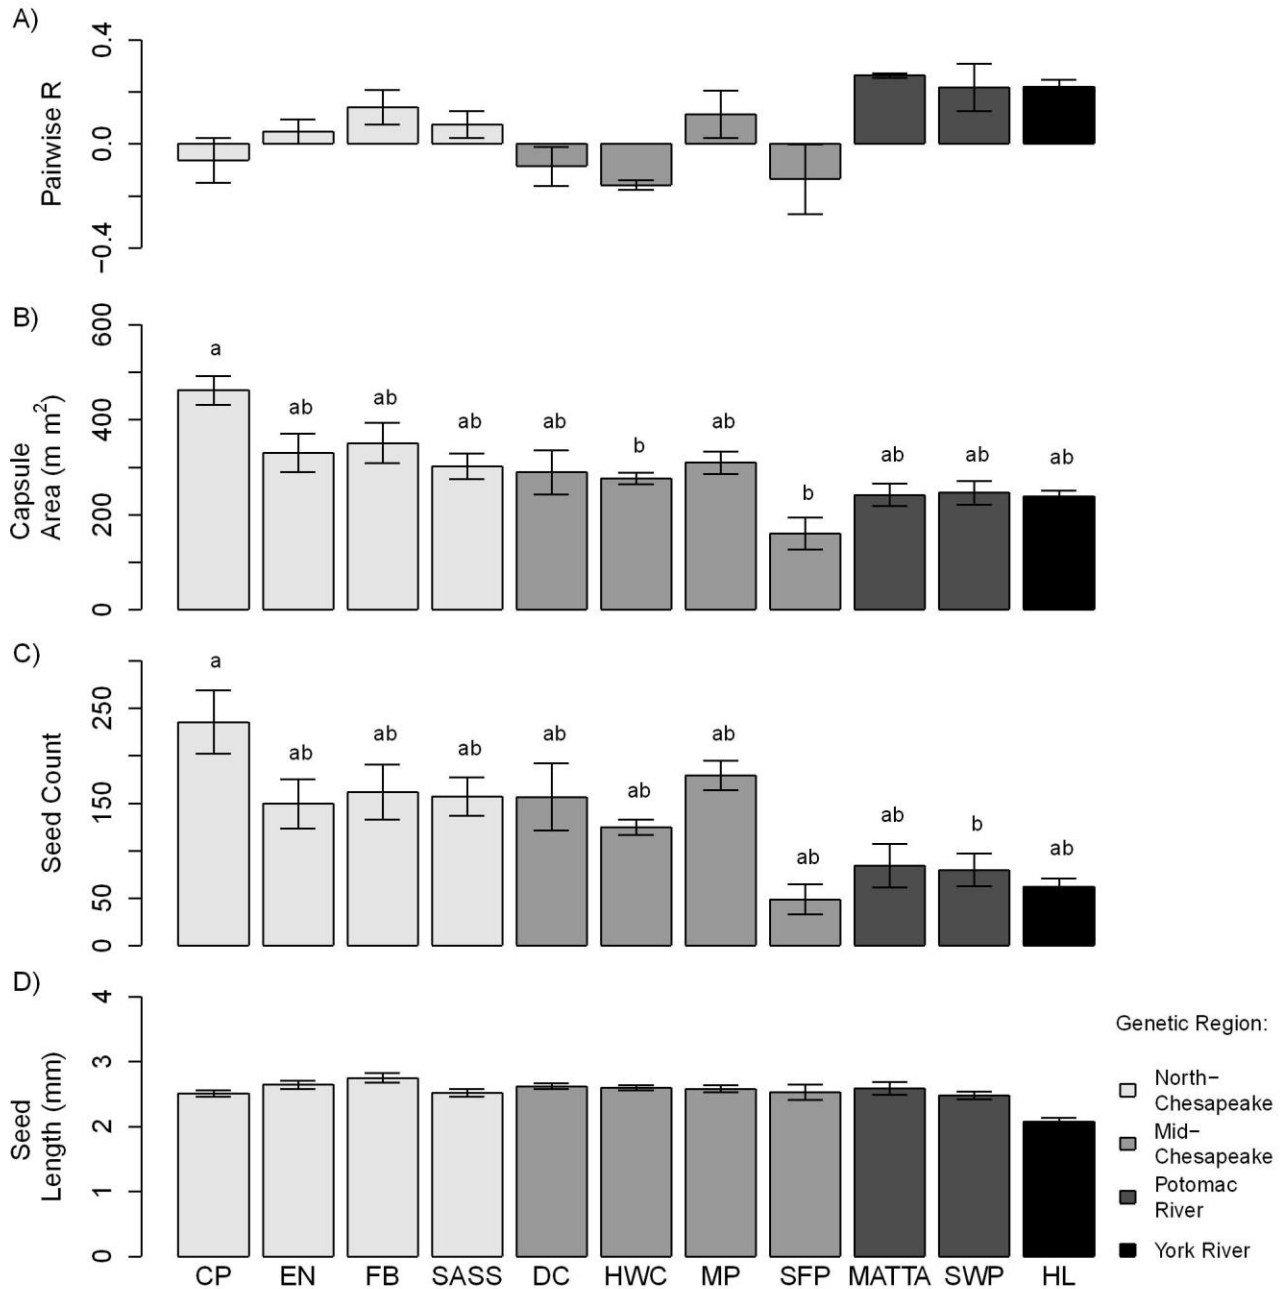 A)
Pairwise R
0.4
0.0
−0.4
B)
Capsule
Area (m m²)
600
400
200
0
a
ab
ab
ab
ab
b
ab
b
ab
ab
ab
C)
Seed Count
250
150
50
0
a
ab
ab
ab
ab
ab
ab
ab
ab
b
ab
D)
Seed
Length (mm)
4
3
2
1
0
CP EN FB SASS DC HWC MP SFP MATTA SWP HL
Genetic Region:
North−
Chesapeake
Mid−
Chesapeake
Potomac
River
York River